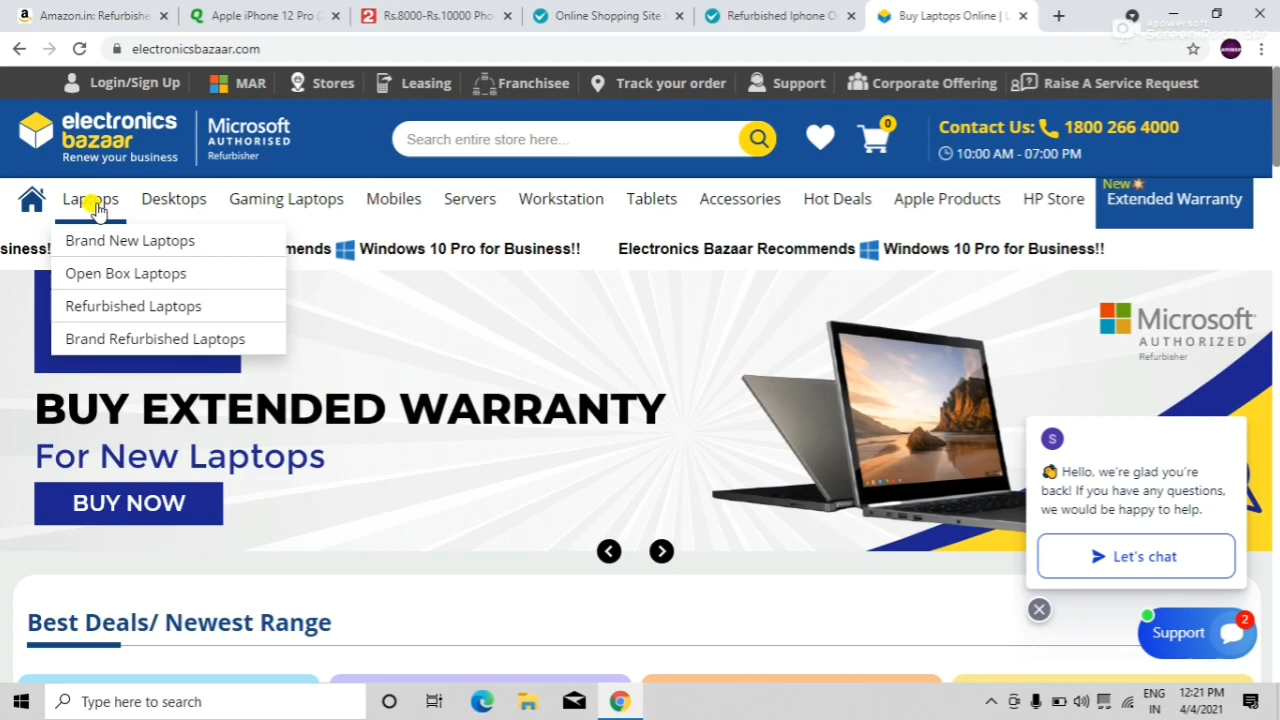 Amazon.in: Refurbishe
Apple iPhone 12 Pro (
Rs.8000-Rs.10000 Pho
Online Shopping Site
Refurbished Iphone O
Buy Laptops Online | L
Apowersoft
Screen Recorder
electronicsbazaar.com
Login/Sign Up
MAR
Stores
Leasing
Franchisee
Track your order
Support
Corporate Offering
Raise A Service Request
electronics
bazaar
Renew your business
Microsoft
AUTHORISED
Refurbisher
Search entire store here...
0
Contact Us: 1800 266 4000
10:00 AM - 07:00 PM
Laptops
Desktops
Gaming Laptops
Mobiles
Servers
Workstation
Tablets
Accessories
Hot Deals
Apple Products
HP Store
New
Extended Warranty
Brand New Laptops
Open Box Laptops
Refurbished Laptops
Brand Refurbished Laptops
siness! mends Windows 10 Pro for Business!! Electronics Bazaar Recommends Windows 10 Pro for Business!!
BUY EXTENDED WARRANTY
For New Laptops
BUY NOW
Microsoft
AUTHORIZED
Refurbisher
S
Hello, we're glad you're
back! If you have any questions,
we would be happy to help.
Let's chat
Support
2
Best Deals/ Newest Range
Type here to search
ENG
IN
12:21 PM
4/4/2021